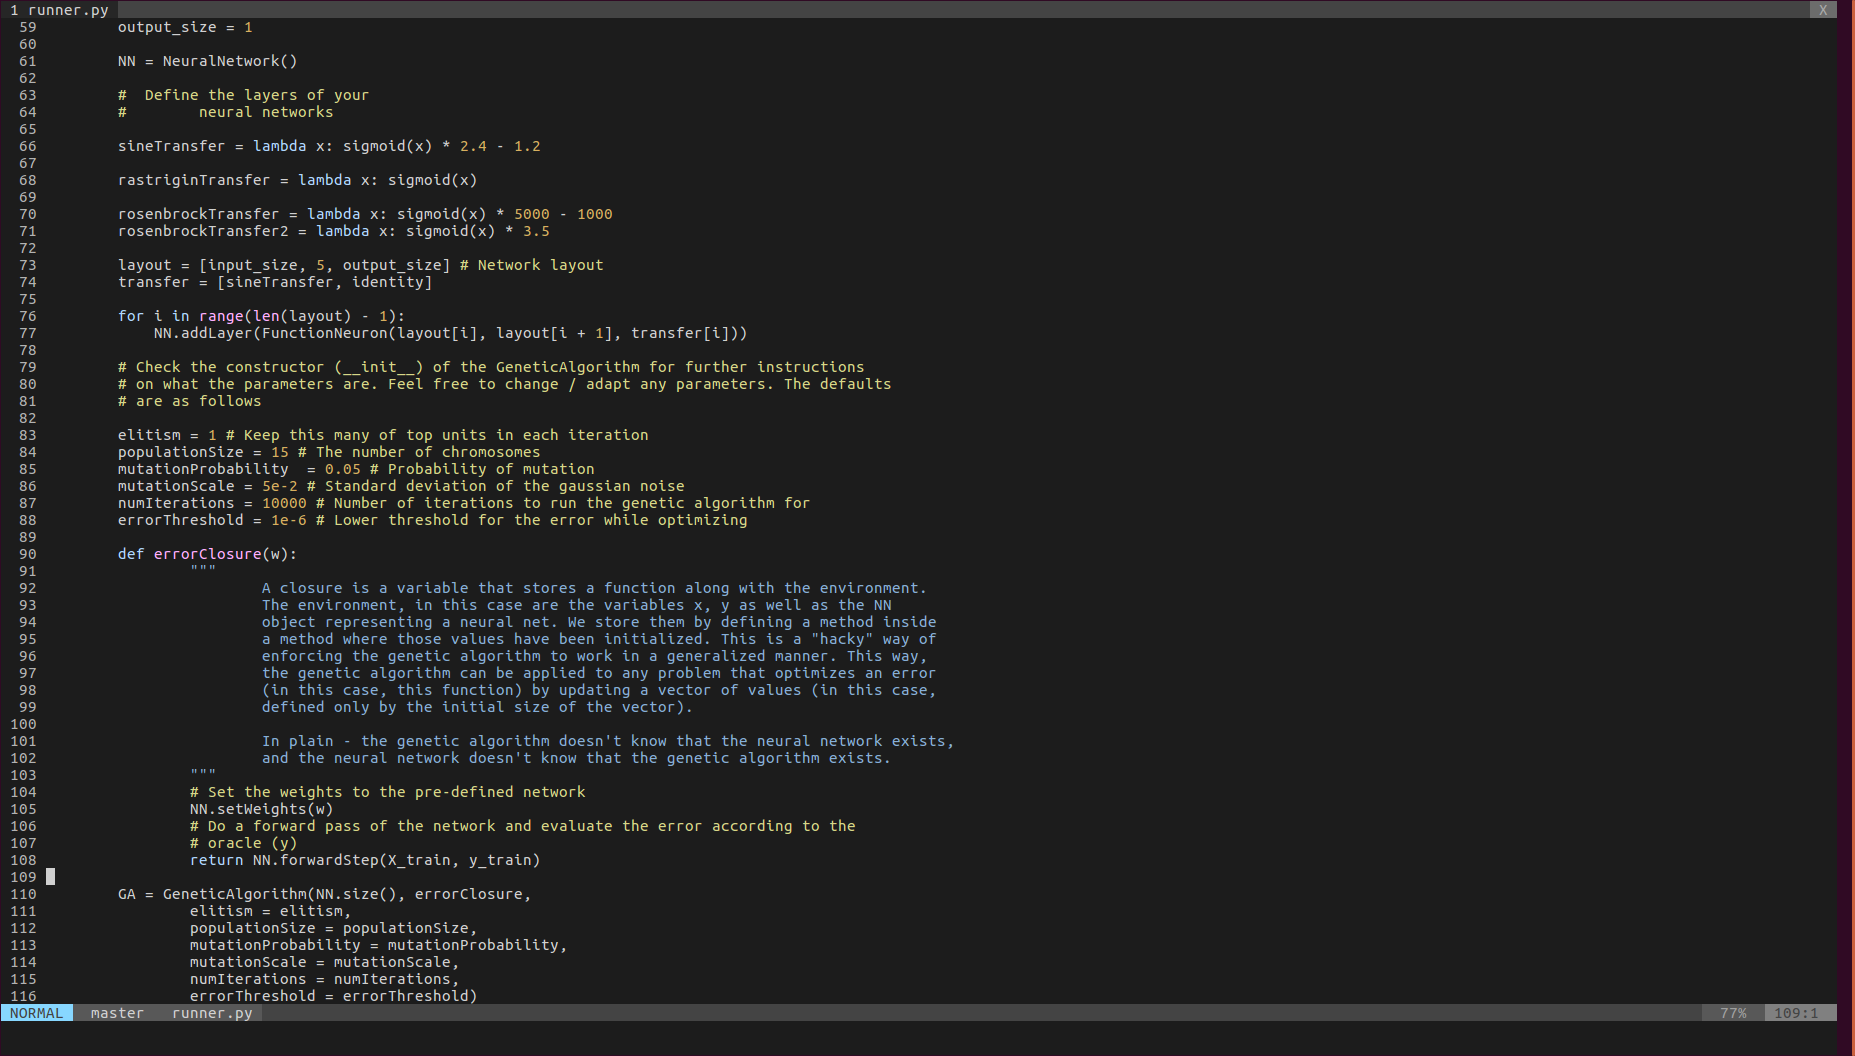 1 runner.py X
59 output_size = 1
60
61 NN = NeuralNetwork()
62
63 #  Define the layers of your
64 #        neural networks
65
66 sineTransfer = lambda x: sigmoid(x) * 2.4 - 1.2
67
68 rastriginTransfer = lambda x: sigmoid(x)
69
70 rosenbrockTransfer = lambda x: sigmoid(x) * 5000 - 1000
71 rosenbrockTransfer2 = lambda x: sigmoid(x) * 3.5
72
73 layout = [input_size, 5, output_size] # Network layout
74 transfer = [sineTransfer, identity]
75
76 for i in range(len(layout) - 1):
77     NN.addLayer(FunctionNeuron(layout[i], layout[i + 1], transfer[i]))
78
79 # Check the constructor (__init__) of the GeneticAlgorithm for further instructions
80 # on what the parameters are. Feel free to change / adapt any parameters. The defaults
81 # are as follows
82
83 elitism = 1 # Keep this many of top units in each iteration
84 populationSize = 15 # The number of chromosomes
85 mutationProbability  = 0.05 # Probability of mutation
86 mutationScale = 5e-2 # Standard deviation of the gaussian noise
87 numIterations = 10000 # Number of iterations to run the genetic algorithm for
88 errorThreshold = 1e-6 # Lower threshold for the error while optimizing
89
90 def errorClosure(w):
91         """
92                 A closure is a variable that stores a function along with the environment.
93                 The environment, in this case are the variables x, y as well as the NN
94                 object representing a neural net. We store them by defining a method inside
95                 a method where those values have been initialized. This is a "hacky" way of
96                 enforcing the genetic algorithm to work in a generalized manner. This way,
97                 the genetic algorithm can be applied to any problem that optimizes an error
98                 (in this case, this function) by updating a vector of values (in this case,
99                 defined only by the initial size of the vector).
100
101                 In plain - the genetic algorithm doesn't know that the neural network exists,
102                 and the neural network doesn't know that the genetic algorithm exists.
103         """
104         # Set the weights to the pre-defined network
105         NN.setWeights(w)
106         # Do a forward pass of the network and evaluate the error according to the
107         # oracle (y)
108         return NN.forwardStep(X_train, y_train)
109
110 GA = GeneticAlgorithm(NN.size(), errorClosure,
111         elitism = elitism,
112         populationSize = populationSize,
113         mutationProbability = mutationProbability,
114         mutationScale = mutationScale,
115         numIterations = numIterations,
116         errorThreshold = errorThreshold)
NORMAL master runner.py 77% 109:1